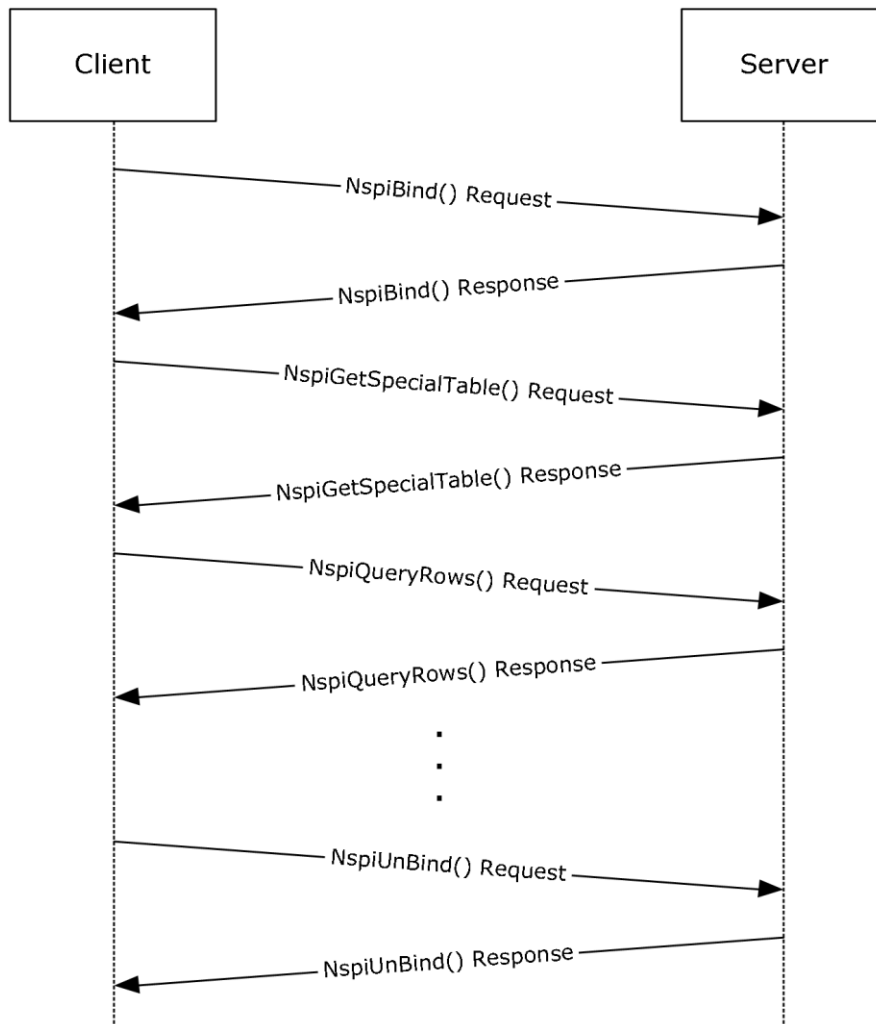 Client
Server
NspiBind() Request
NspiBind() Response
NspiGetSpecialTable() Request
NspiGetSpecialTable() Response
NspiQueryRows() Request
NspiQueryRows() Response
.
.
.
NspiUnBind() Request
NspiUnBind() Response